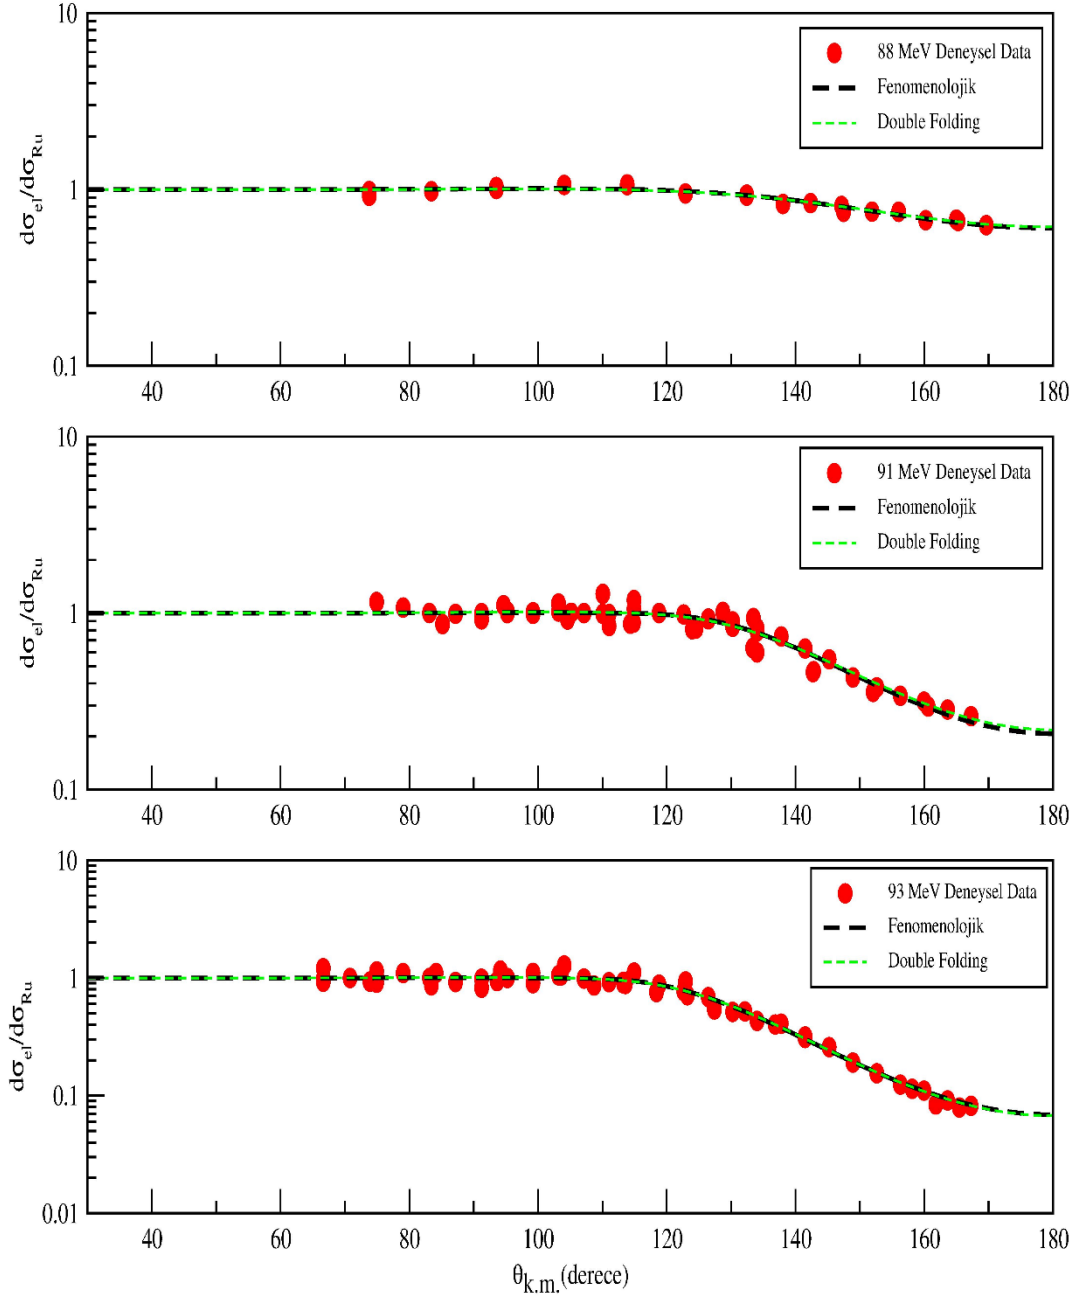 10
1
0.1
dσel/dσRu
88 MeV Deneysel Data
Fenomenolojik
Double Folding
40 60 80 100 120 140 160 180
10
1
0.1
dσel/dσRu
91 MeV Deneysel Data
Fenomenolojik
Double Folding
40 60 80 100 120 140 160 180
10
1
0.1
0.01
dσel/dσRu
93 MeV Deneysel Data
Fenomenolojik
Double Folding
40 60 80 100 120 140 160 180
θk.m.(derece)